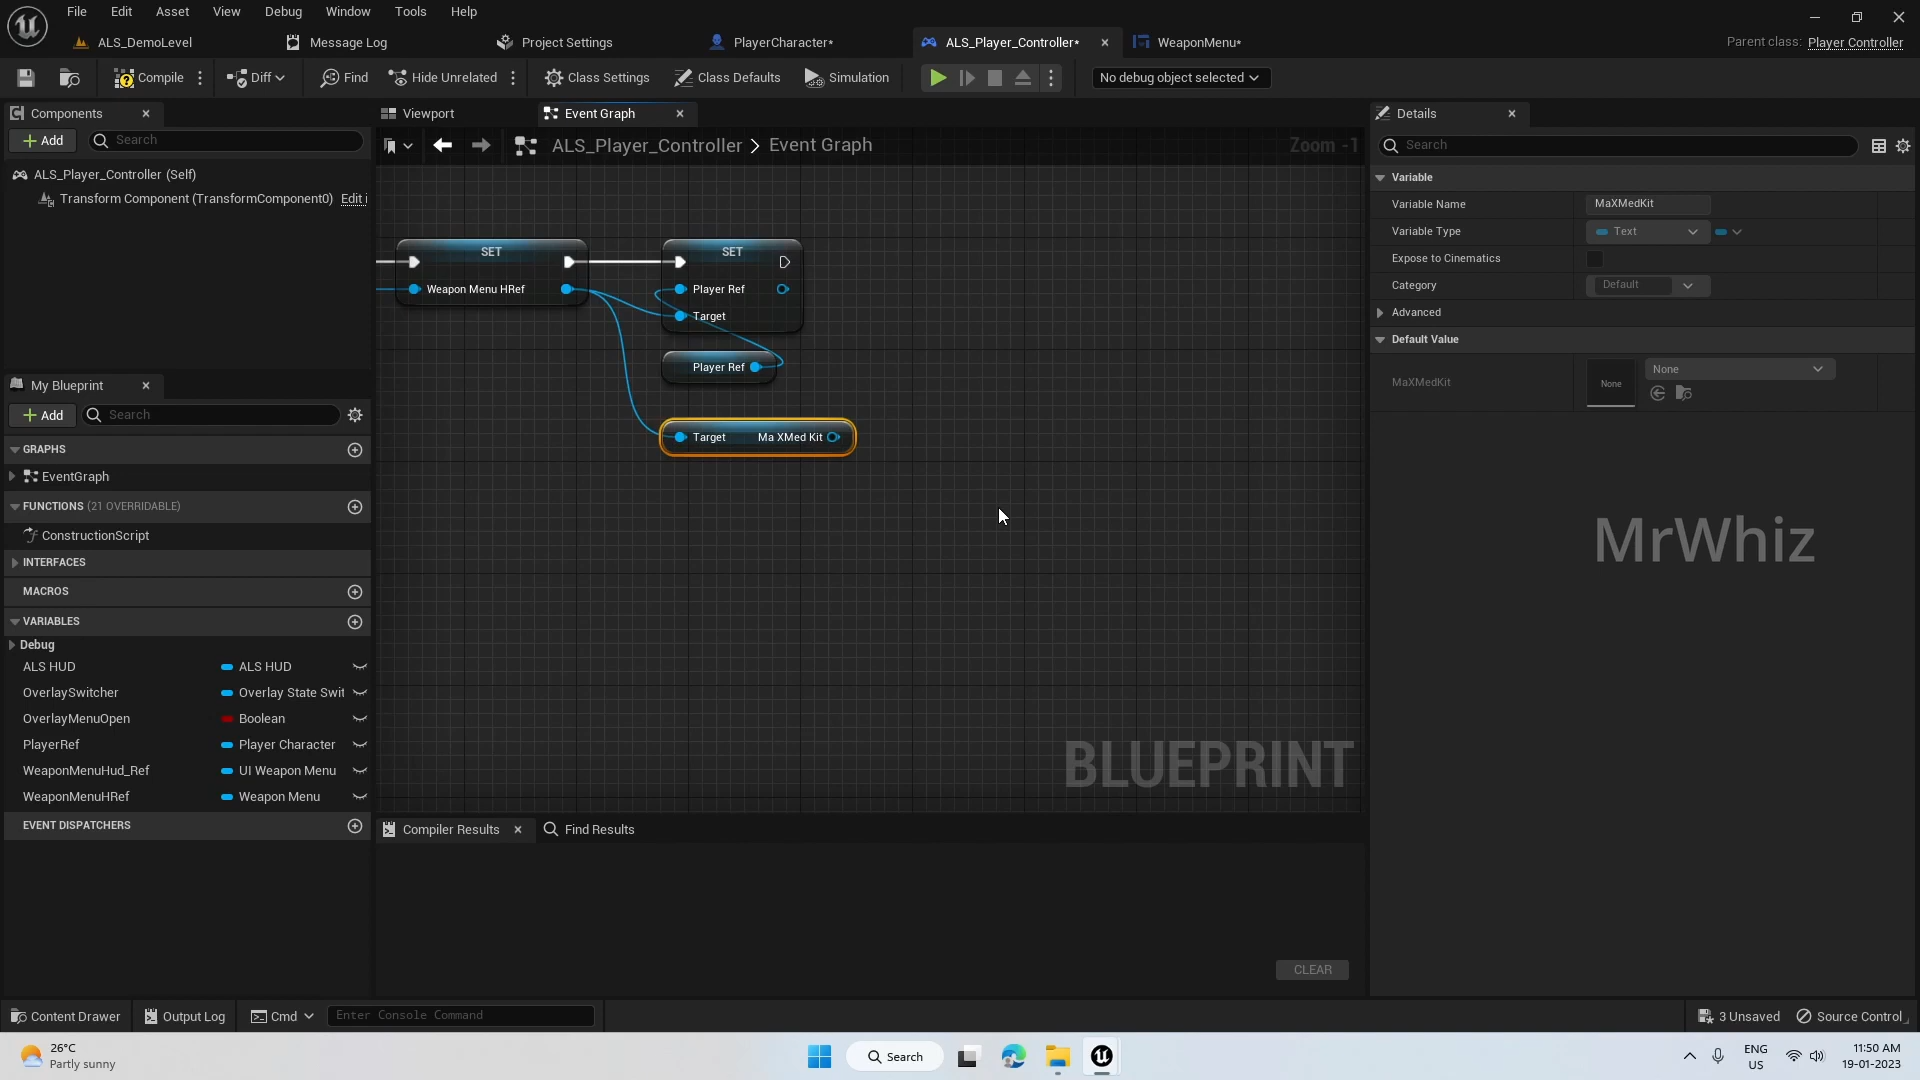 File Edit Asset View Debug Window Tools Help
ALS_DemoLevel Message Log Project Settings PlayerCharacter* ALS_Player_Controller* WeaponMenu* Parent class: Player Controller
Compile Diff Find Hide Unrelated Class Settings Class Defaults Simulation No debug object selected
Components
Add Search
ALS_Player_Controller (Self)
Transform Component (TransformComponent0) Edit i
My Blueprint
Add Search
GRAPHS
EventGraph
FUNCTIONS (21 OVERRIDABLE)
ConstructionScript
INTERFACES
MACROS
VARIABLES
Debug
ALS HUD ALS HUD
OverlaySwitcher Overlay State Swit
OverlayMenuOpen Boolean
PlayerRef Player Character
WeaponMenuHud_Ref UI Weapon Menu
WeaponMenuHRef Weapon Menu
EVENT DISPATCHERS
Viewport Event Graph
ALS_Player_Controller > Event Graph Zoom -1
SET
Weapon Menu HRef
SET
Player Ref
Target
Player Ref
Target Ma XMed Kit
BLUEPRINT
Compiler Results Find Results
CLEAR
Details
Search
Variable
Variable Name MaXMedKit
Variable Type Text
Expose to Cinematics
Category Default
Advanced
Default Value
MaXMedKit None None
MrWhiz
Content Drawer Output Log Cmd Enter Console Command 3 Unsaved Source Control
26°C
Partly sunny
Search
ENG
US
11:50 AM
19-01-2023